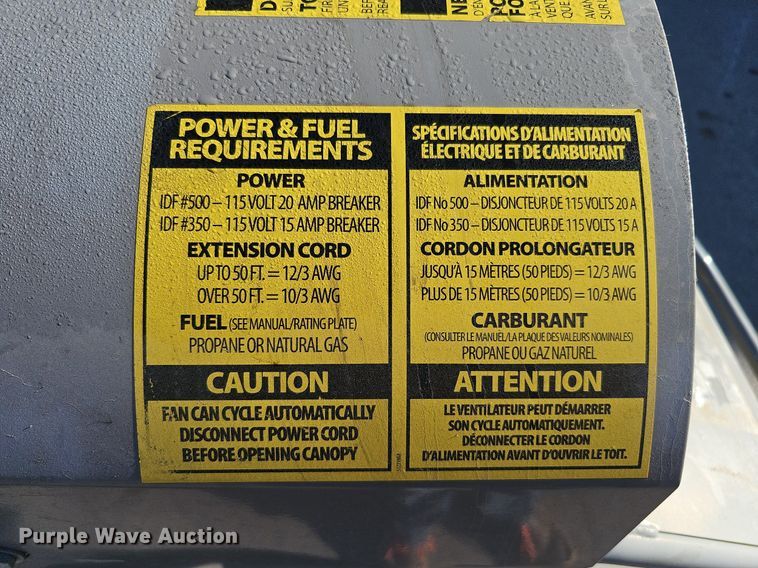 POWER & FUEL
REQUIREMENTS
POWER
IDF #500 – 115 VOLT 20 AMP BREAKER
IDF #350 – 115 VOLT 15 AMP BREAKER
EXTENSION CORD
UP TO 50 FT. = 12/3 AWG
OVER 50 FT. = 10/3 AWG
FUEL (SEE MANUAL/RATING PLATE)
PROPANE OR NATURAL GAS
CAUTION
FAN CAN CYCLE AUTOMATICALLY
DISCONNECT POWER CORD
BEFORE OPENING CANOPY
SPÉCIFICATIONS D'ALIMENTATION
ÉLECTRIQUE ET DE CARBURANT
ALIMENTATION
IDF No 500 – DISJONCTEUR DE 115 VOLTS 20 A
IDF No 350 – DISJONCTEUR DE 115 VOLTS 15 A
CORDON PROLONGATEUR
JUSQU'À 15 MÈTRES (50 PIEDS) = 12/3 AWG
PLUS DE 15 MÈTRES (50 PIEDS) = 10/3 AWG
CARBURANT
(CONSULTER LE MANUEL/LA PLAQUE DES VALEURS NOMINALES)
PROPANE OU GAZ NATUREL
ATTENTION
LE VENTILATEUR PEUT DÉMARRER
SON CYCLE AUTOMATIQUEMENT.
DÉCONNECTER LE CORDON
D'ALIMENTATION AVANT D'OUVRIR LE TOIT.
Purple Wave Auction